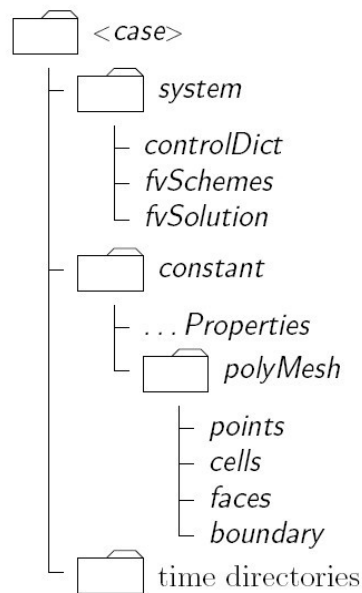 <case>
system
controlDict
fvSchemes
fvSolution
constant
...Properties
polyMesh
points
cells
faces
boundary
time directories